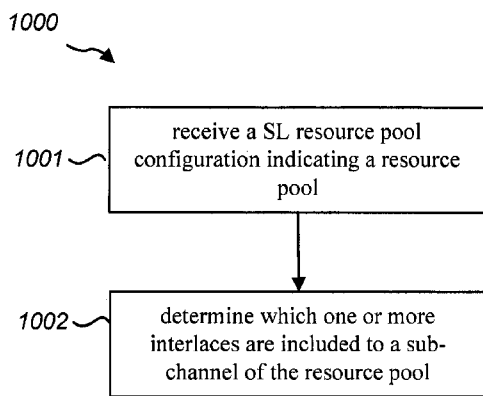 1000
1001
receive a SL resource pool
configuration indicating a resource
pool
1002
determine which one or more
interlaces are included to a sub-
channel of the resource pool